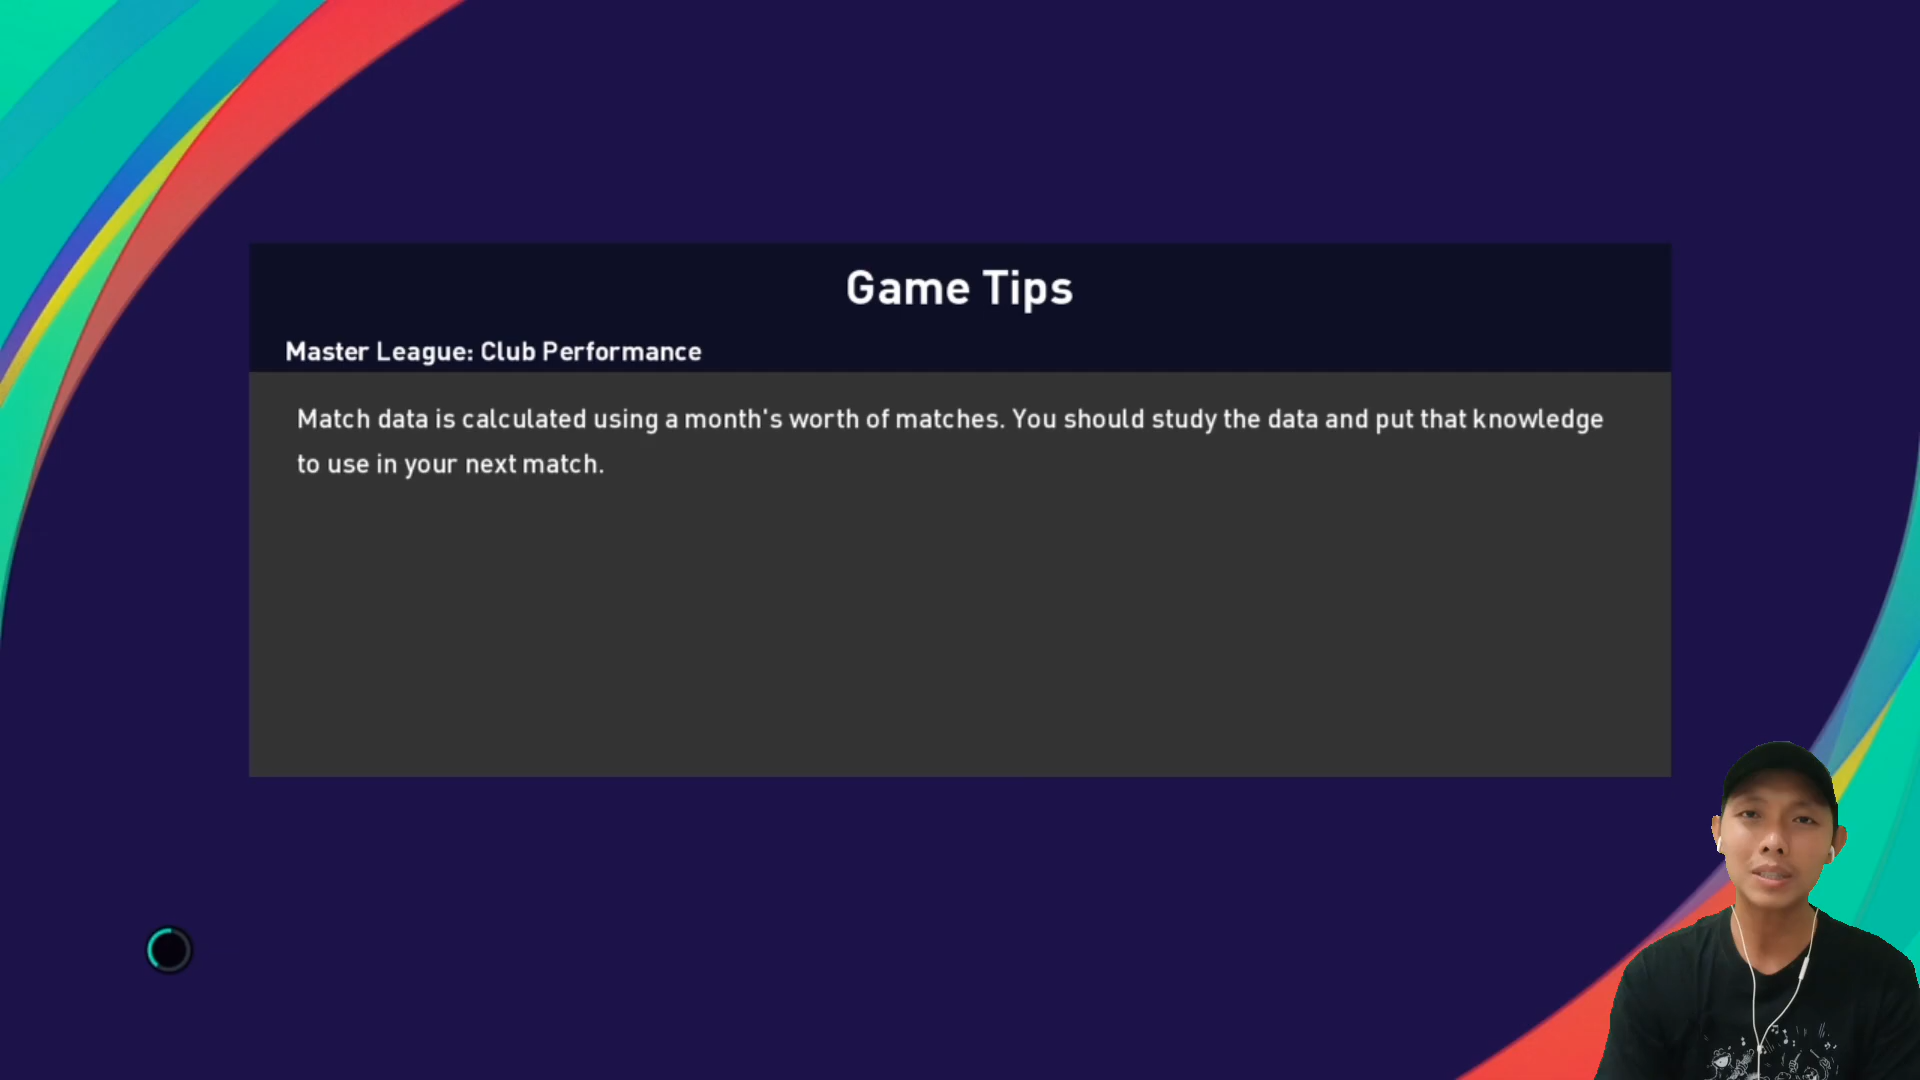 Game Tips
Master League: Club Performance
Match data is calculated using a month's worth of matches. You should study the data and put that knowledge
to use in your next match.